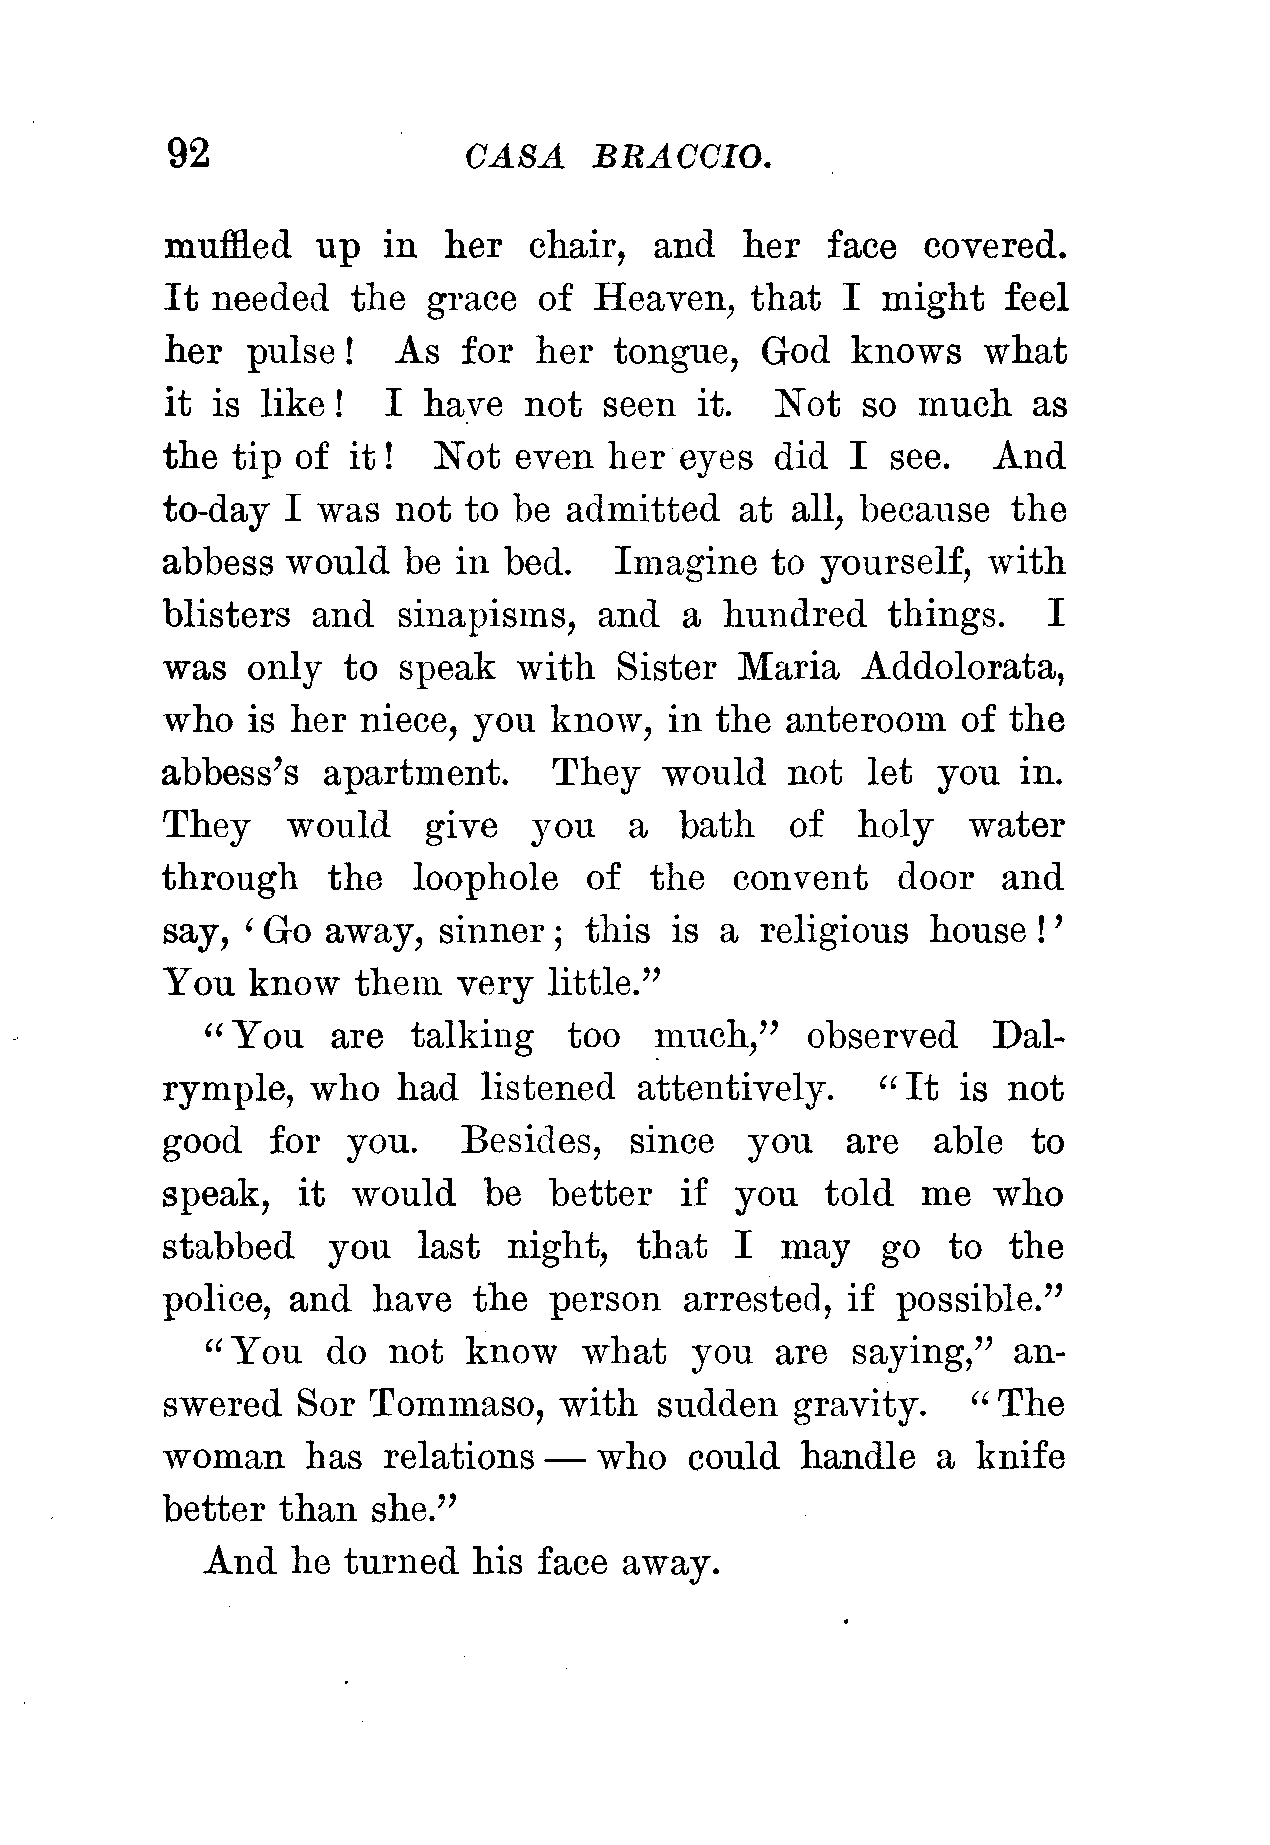 92 CASA BRACCIO.
muffled up in her chair, and her face covered.
It needed the grace of Heaven, that I might feel
her pulse! As for her tongue, God knows what
it is like! I have not seen it. Not so much as
the tip of it! Not even her eyes did I see. And
to-day I was not to be admitted at all, because the
abbess would be in bed. Imagine to yourself, with
blisters and sinapisms, and a hundred things. I
was only to speak with Sister Maria Addolorata,
who is her niece, you know, in the anteroom of the
abbess's apartment. They would not let you in.
They would give you a bath of holy water
through the loophole of the convent door and
say, ‘Go away, sinner; this is a religious house!’
You know them very little.”
“You are talking too much,” observed Dal-
rymple, who had listened attentively. “It is not
good for you. Besides, since you are able to
speak, it would be better if you told me who
stabbed you last night, that I may go to the
police, and have the person arrested, if possible.”
“You do not know what you are saying,” an-
swered Sor Tommaso, with sudden gravity. “The
woman has relations — who could handle a knife
better than she.”
And he turned his face away.